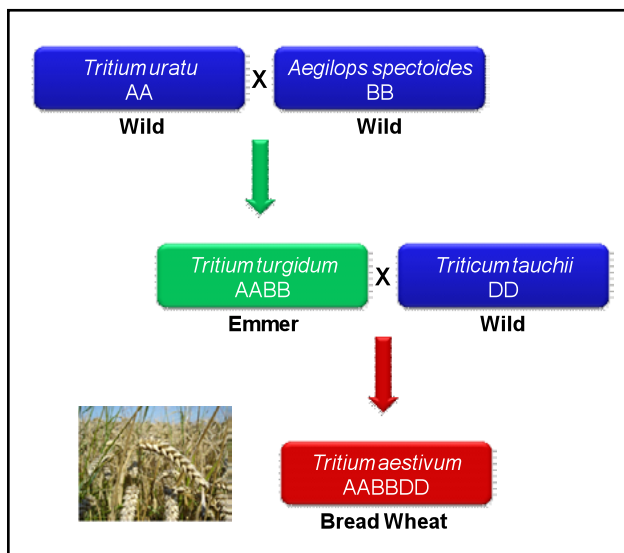 Tritium uratu
AA
X
Aegilops spectoides
BB
Wild
Wild
Tritium turgidum
AABB
X
Triticum tauchii
DD
Emmer
Wild
Tritium aestivum
AABBDD
Bread Wheat